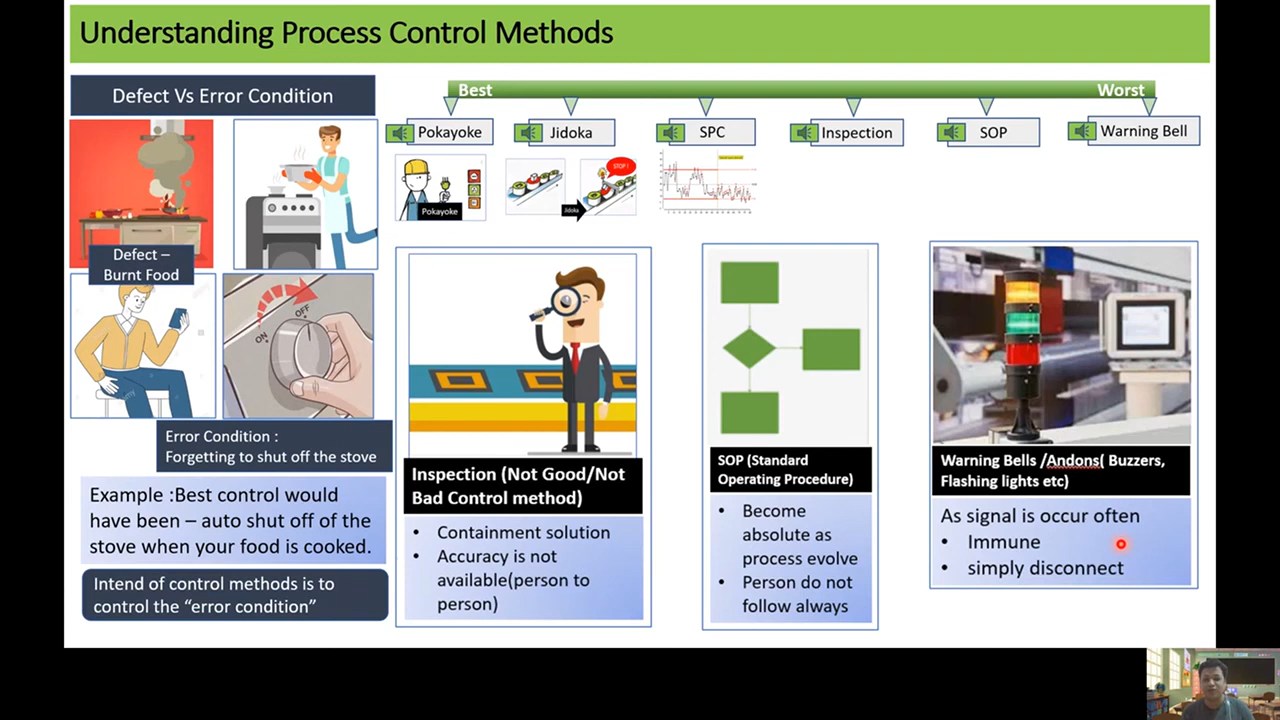 Understanding Process Control Methods
Defect Vs Error Condition
Best
Worst
Pokayoke
Jidoka
SPC
Inspection
SOP
Warning Bell
Pokayoke
STOP !
Jidoka
Defect –
Burnt Food
ON
OFF
Error Condition :
Forgetting to shut off the stove
Example :Best control would
have been – auto shut off of the
stove when your food is cooked.
Intend of control methods is to
control the “error condition”
Inspection (Not Good/Not
Bad Control method)
• Containment solution
• Accuracy is not
available(person to
person)
SOP (Standard
Operating Procedure)
• Become
absolute as
process evolve
• Person do not
follow always
Warning Bells /Andons( Buzzers,
Flashing lights etc)
As signal is occur often
• Immune
• simply disconnect